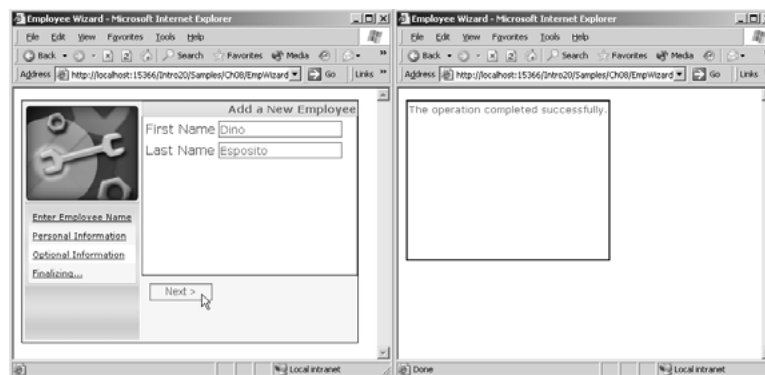 Employee Wizard - Microsoft Internet Explorer
File Edit View Favorites Tools Help
Back Search Favorites Media
Address http://localhost:15366/Intro20/Samples/Ch08/EmpWizard Go Links
Add a New Employee
First Name Dino
Last Name Esposito
Enter Employee Name
Personal Information
Optional Information
Finalizing...
Next >
Local intranet
Employee Wizard - Microsoft Internet Explorer
File Edit View Favorites Tools Help
Back Search Favorites Media
Address http://localhost:15366/Intro20/Samples/Ch08/EmpWizard Go Links
The operation completed successfully.
Done Local intranet